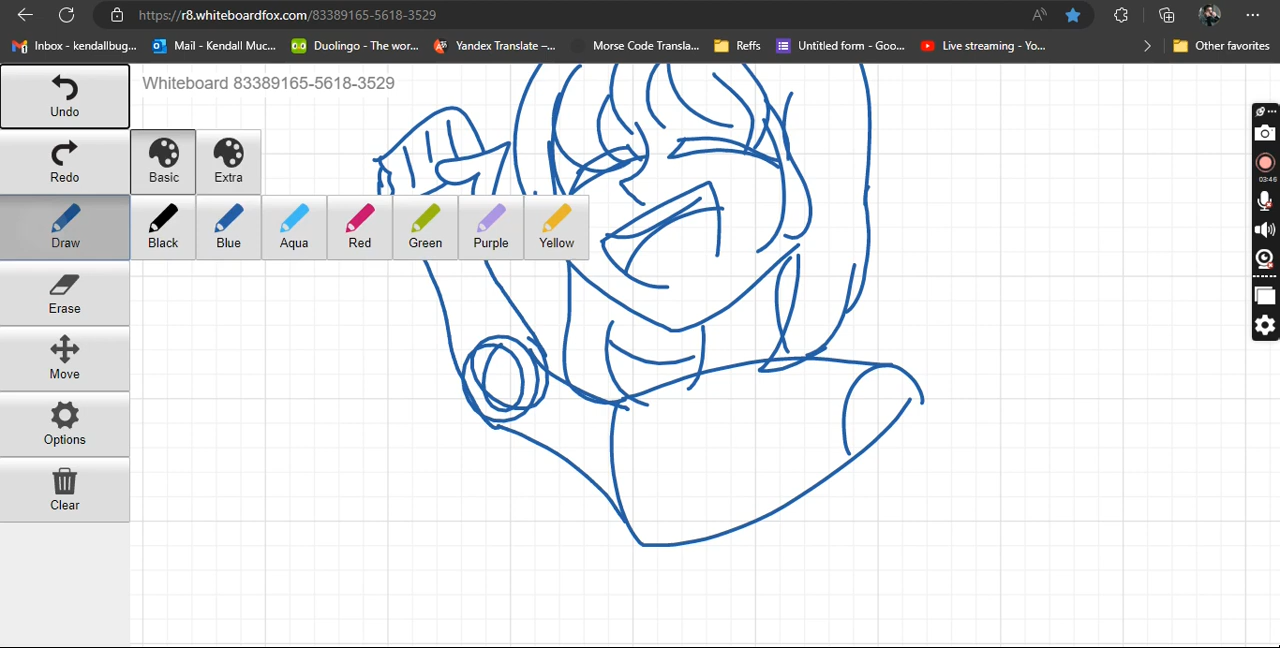 https://r8.whiteboardfox.com/83389165-5618-3529
Inbox - kendallbug... Mail - Kendall Muc... Duolingo - The wor... Yandex Translate –... Morse Code Transla... Reffs Untitled form - Goo... Live streaming - Yo... Other favorites
Whiteboard 83389165-5618-3529
Undo
Redo Basic Extra
Draw Black Blue Aqua Red Green Purple Yellow
Erase
Move
Options
Clear
03:46